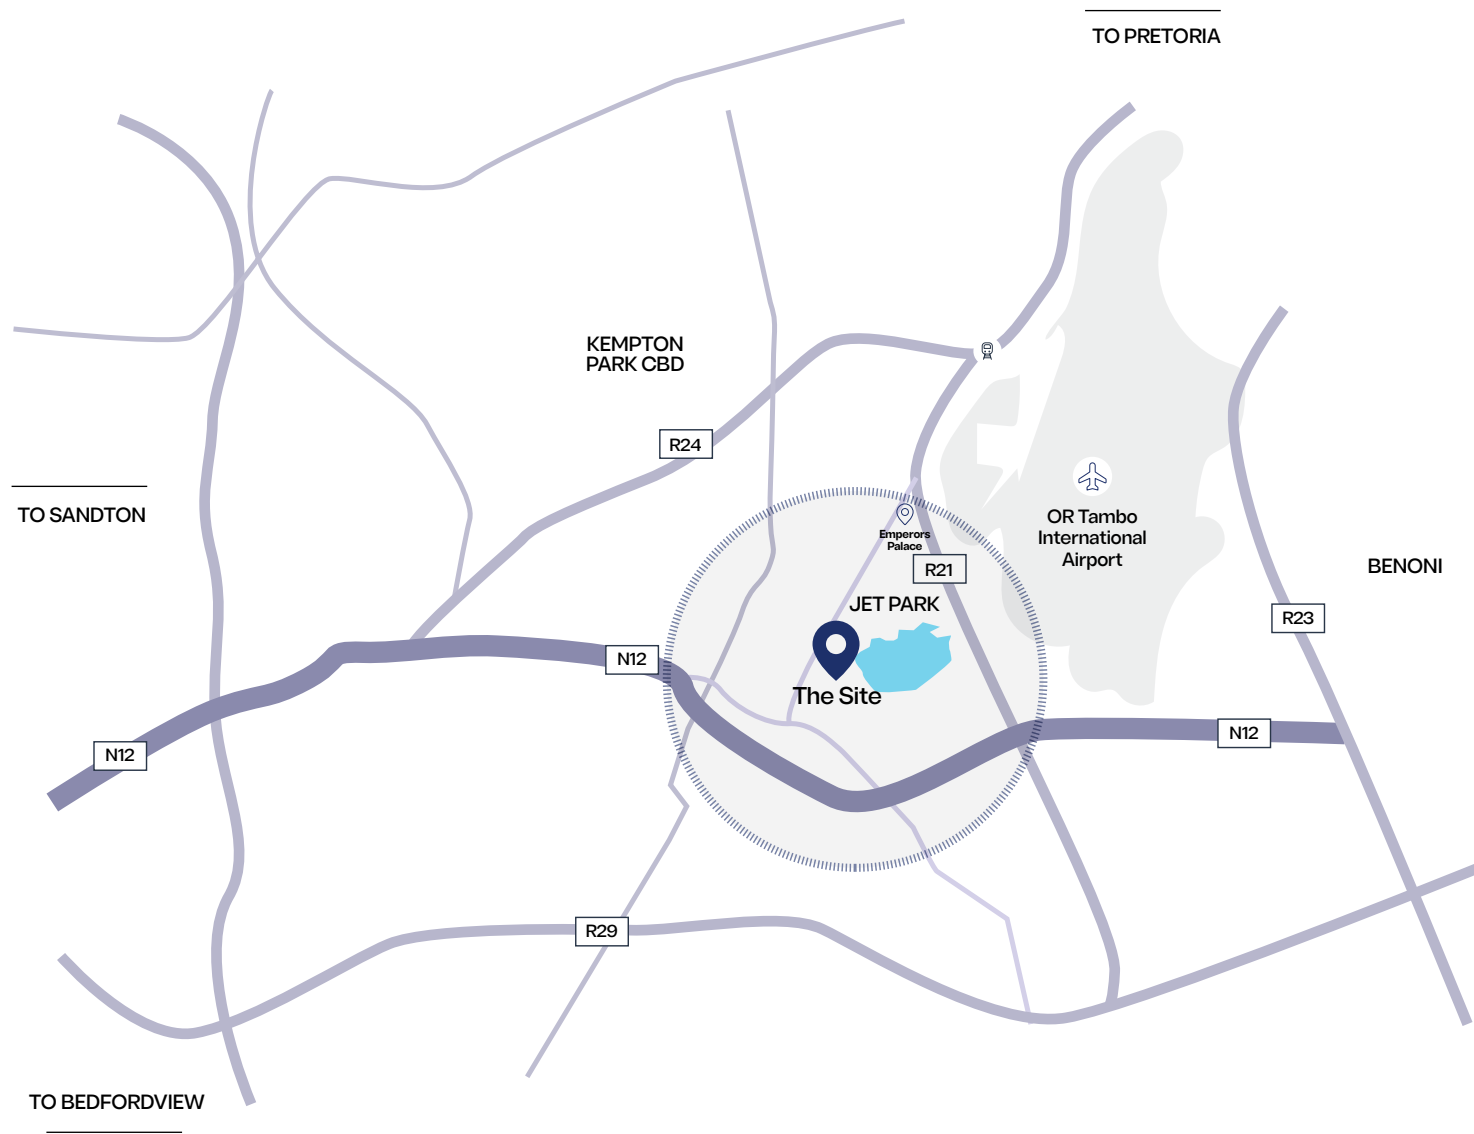 TO PRETORIA
KEMPTON
PARK CBD
R24
TO SANDTON
Emperors
Palace
OR Tambo
International
Airport
R21
BENONI
JET PARK
R23
N12
The Site
N12
N12
R29
TO BEDFORDVIEW